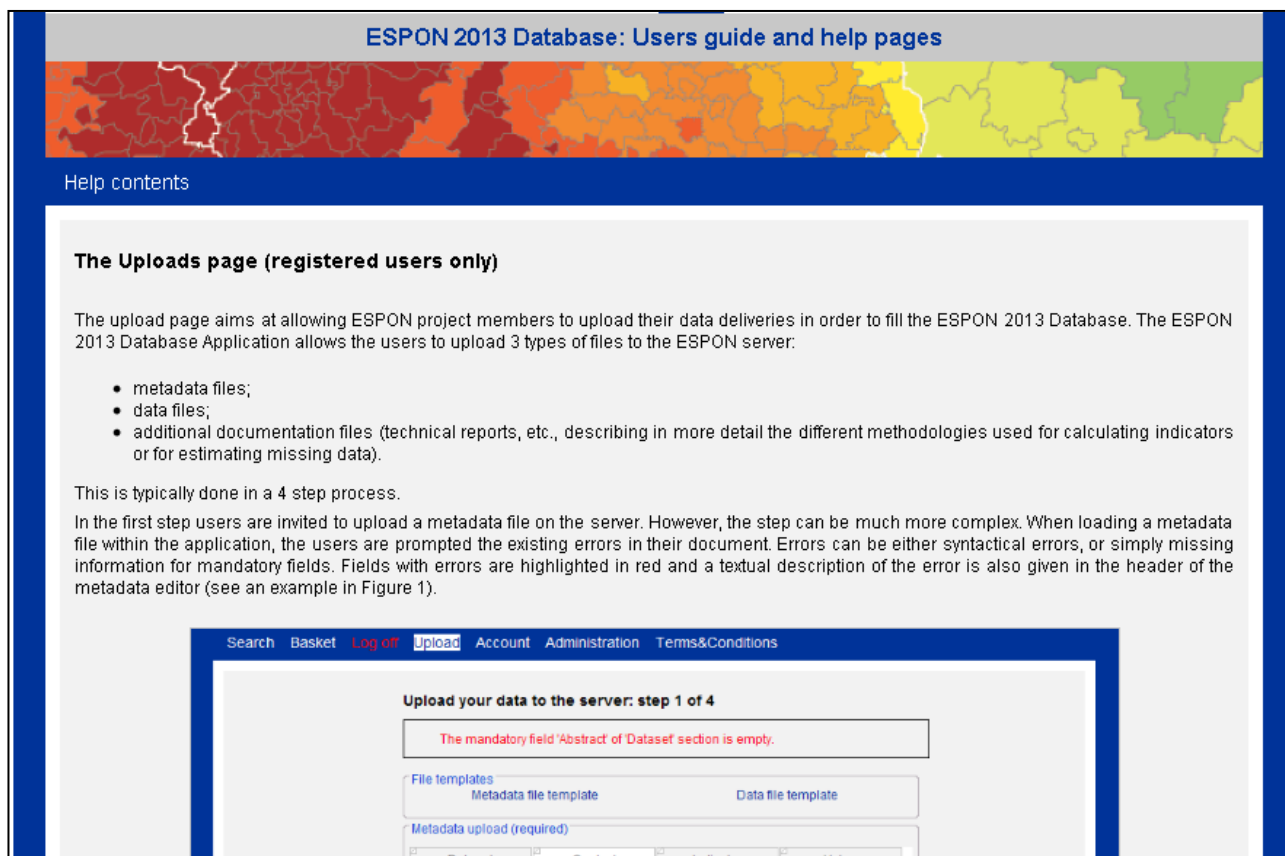 ESPON 2013 Database: Users guide and help pages
Help contents
The Uploads page (registered users only)
The upload page aims at allowing ESPON project members to upload their data deliveries in order to fill the ESPON 2013 Database. The ESPON
2013 Database Application allows the users to upload 3 types of files to the ESPON server:
• metadata files;
• data files;
• additional documentation files (technical reports, etc., describing in more detail the different methodologies used for calculating indicators
or for estimating missing data).
This is typically done in a 4 step process.
In the first step users are invited to upload a metadata file on the server. However, the step can be much more complex. When loading a metadata
file within the application, the users are prompted the existing errors in their document. Errors can be either syntactical errors, or simply missing
information for mandatory fields. Fields with errors are highlighted in red and a textual description of the error is also given in the header of the
metadata editor (see an example in Figure 1).
Search Basket Log off Upload Account Administration Terms&Conditions
Upload your data to the server: step 1 of 4
The mandatory field 'Abstract' of 'Dataset' section is empty.
File templates
Metadata file template Data file template
Metadata upload (required)